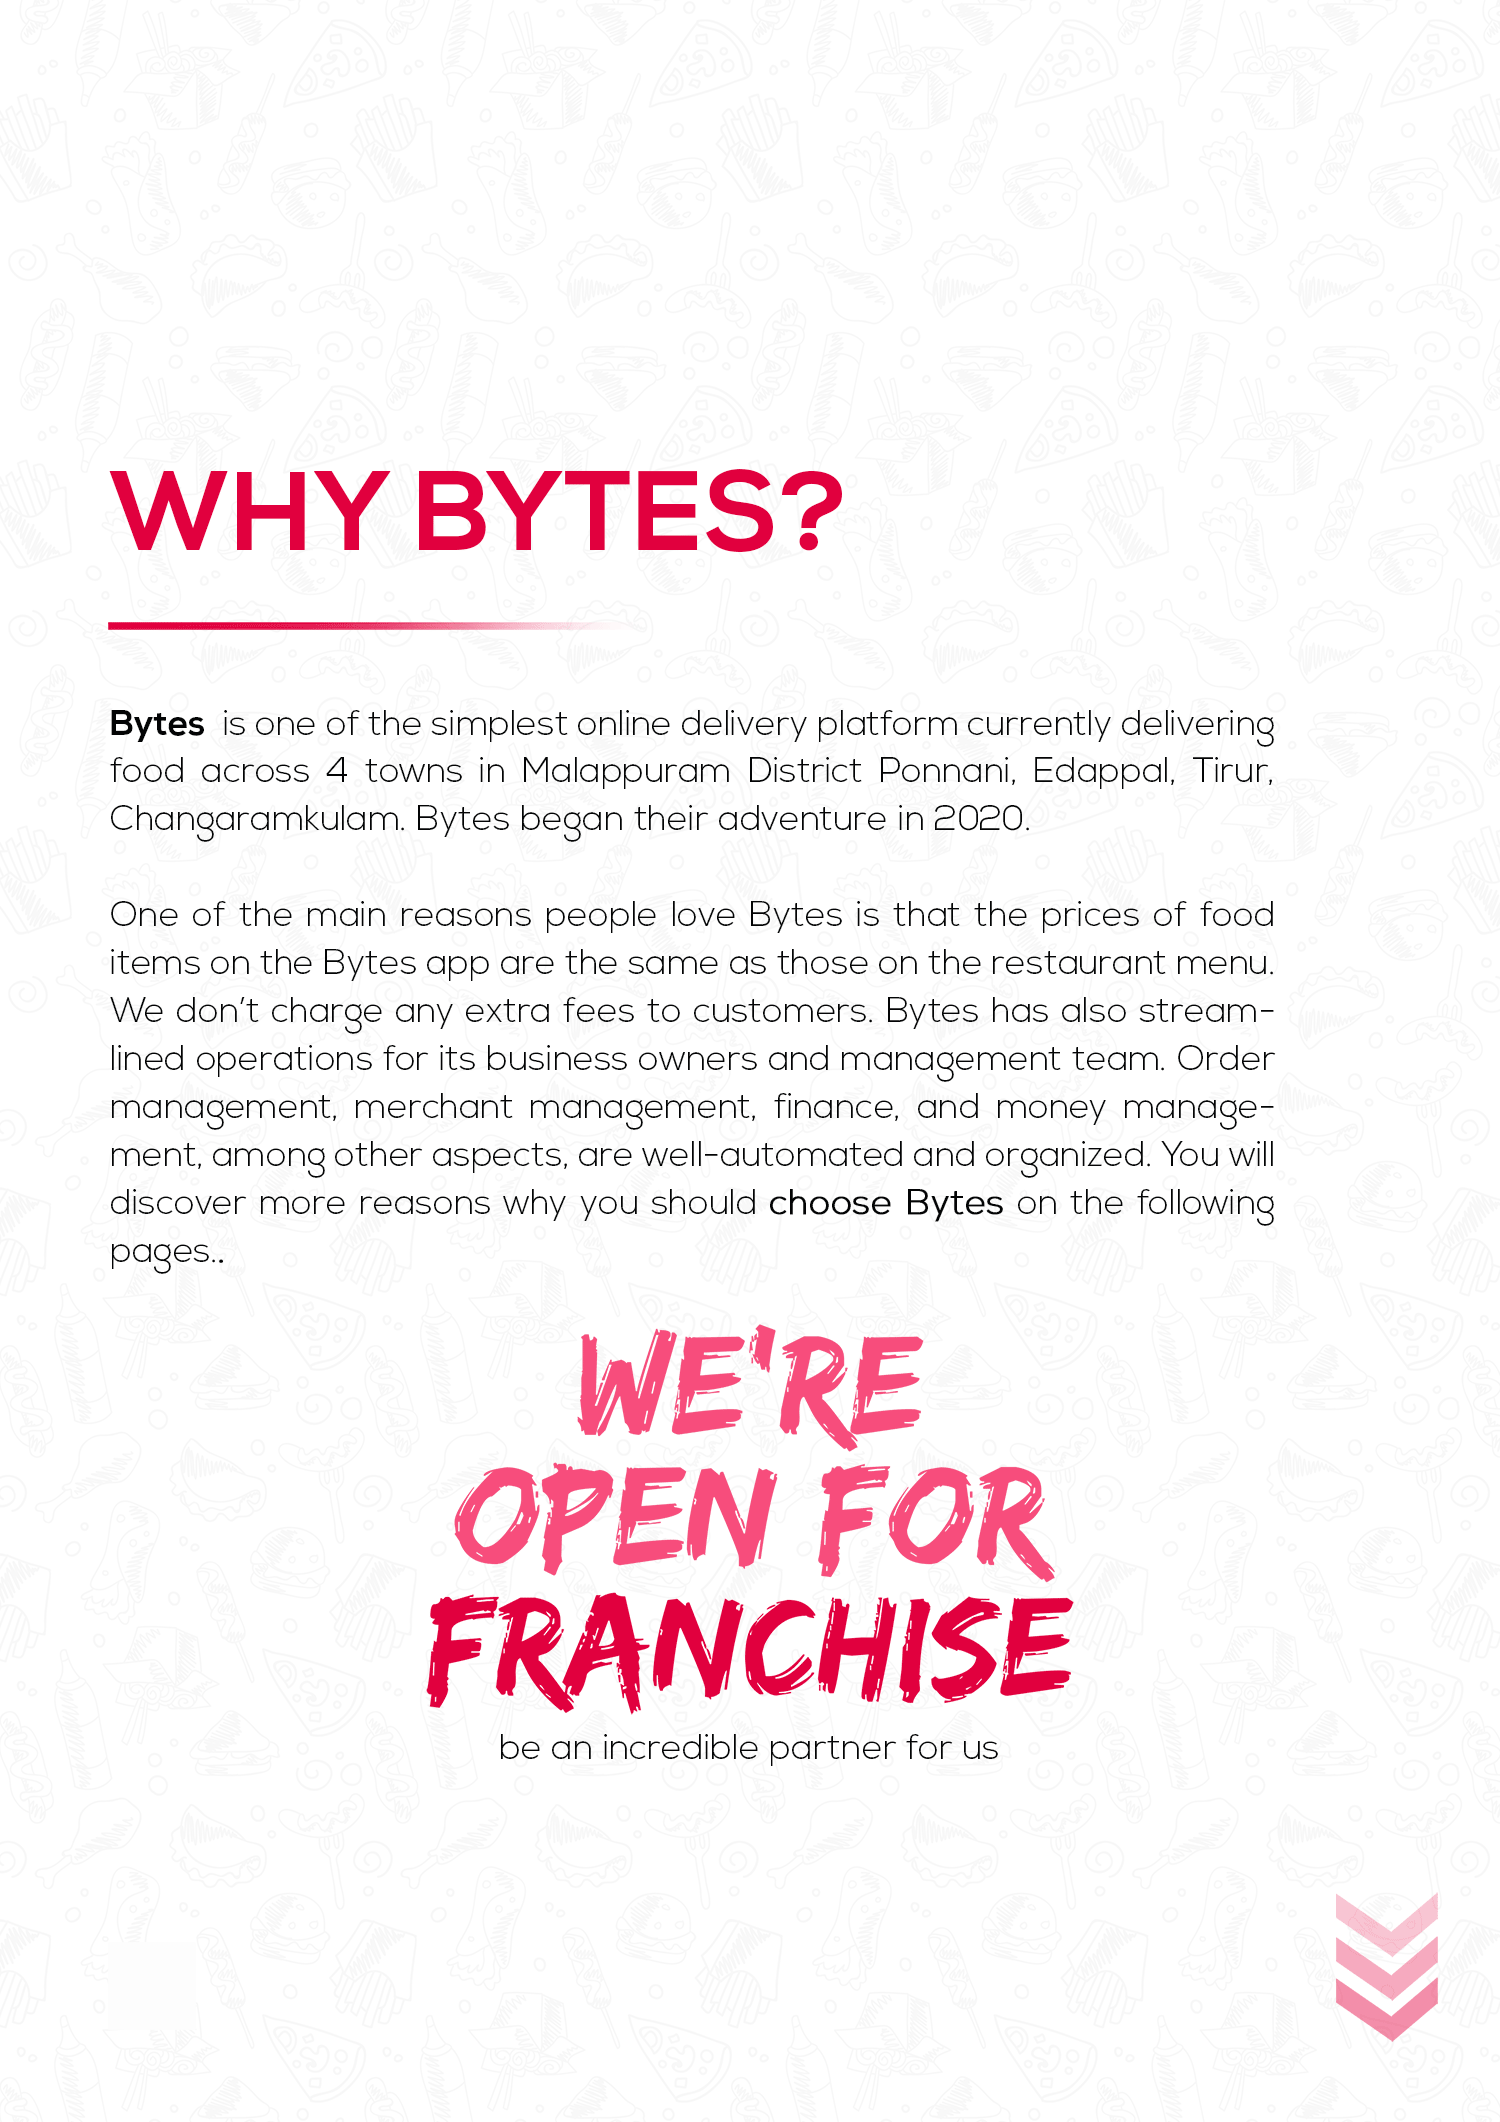 WHY BYTES?
Bytes is one of the simplest online delivery platform currently delivering
food across 4 towns in Malappuram District Ponnani, Edappal, Tirur,
Changaramkulam. Bytes began their adventure in 2020.
One of the main reasons people love Bytes is that the prices of food
items on the Bytes app are the same as those on the restaurant menu.
We don't charge any extra fees to customers. Bytes has also stream-
lined operations for its business owners and management team. Order
management, merchant management, finance, and money manage-
ment, among other aspects, are well-automated and organized. You will
discover more reasons why you should choose Bytes on the following
pages..
WE'RE
OPEN FOR
FRANCHISE
be an incredible partner for us